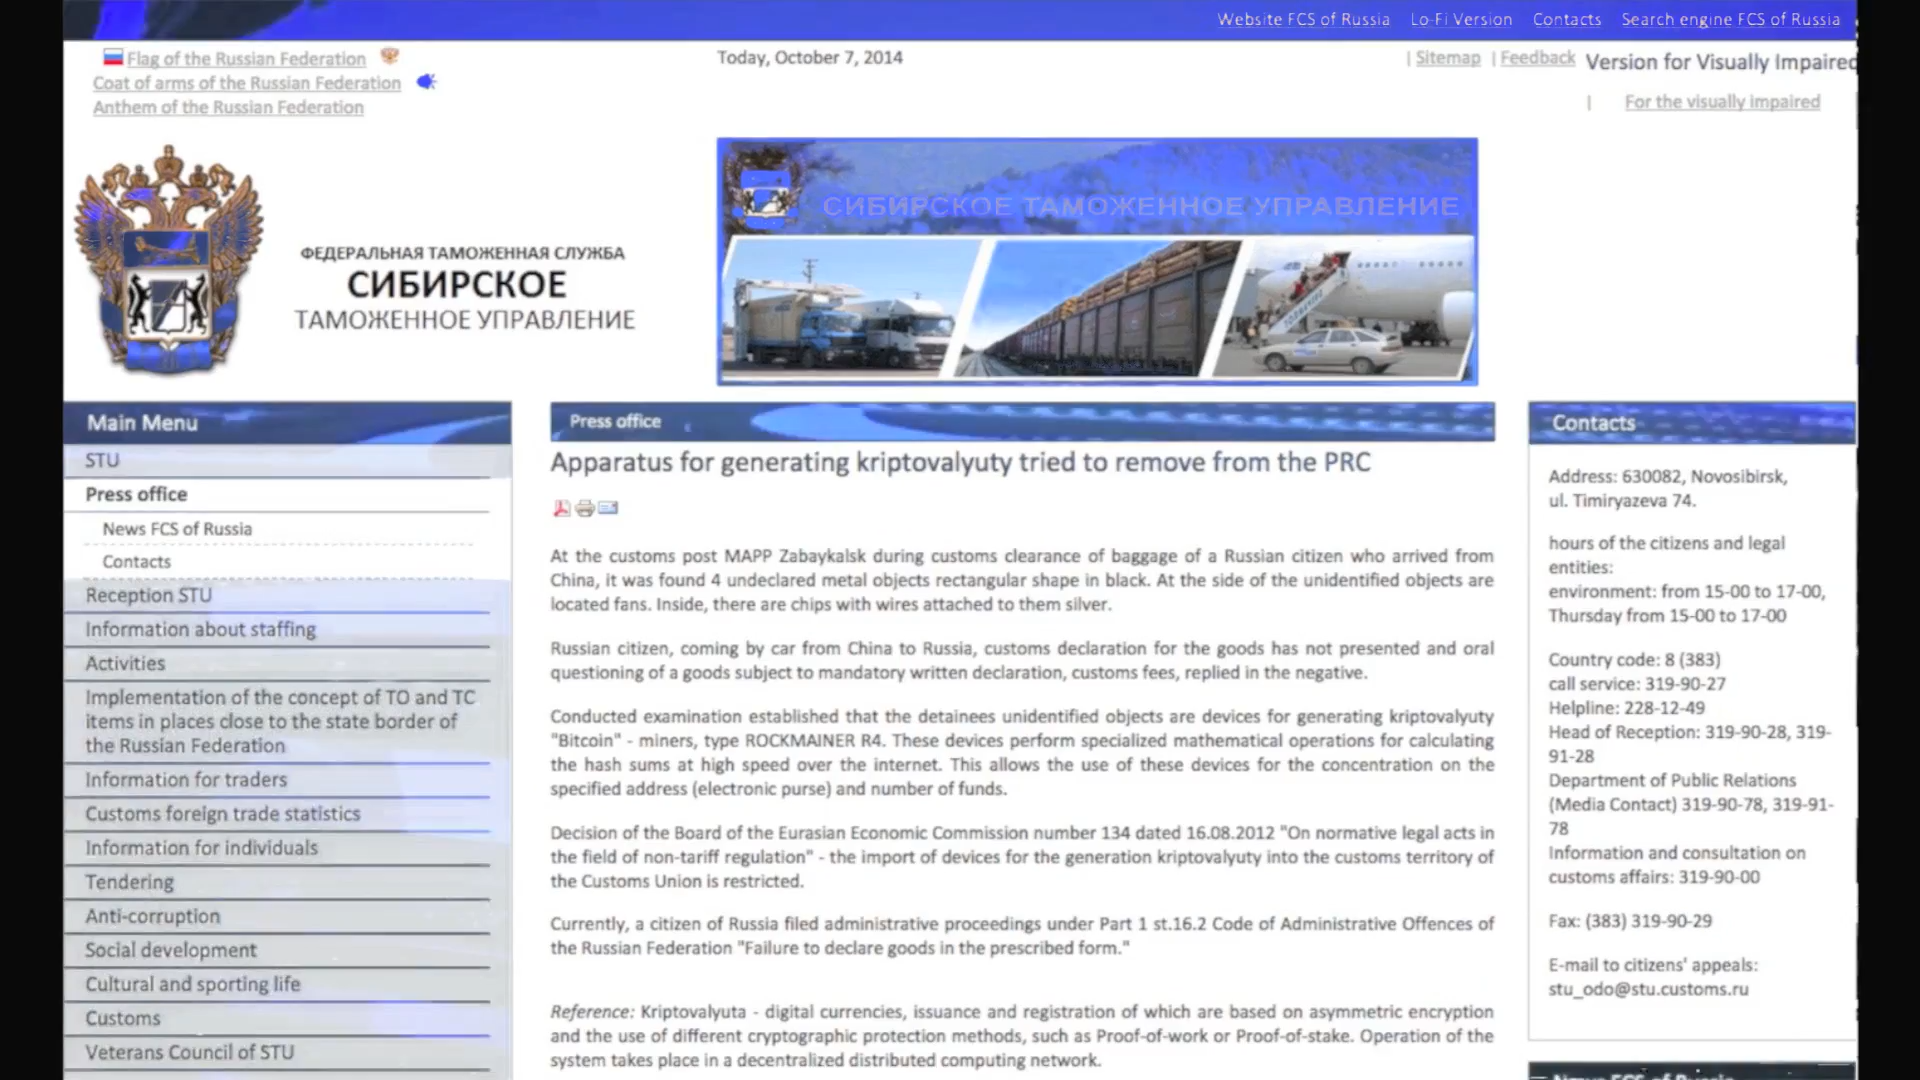 Website FCS of Russia Lo-Fi Version Contacts Search engine FCS of Russia
Flag of the Russian Federation
Coat of arms of the Russian Federation
Anthem of the Russian Federation
Today, October 7, 2014
| Sitemap | Feedback Version for Visually Impaired
| For the visually impaired
ФЕДЕРАЛЬНАЯ ТАМОЖЕННАЯ СЛУЖБА
СИБИРСКОЕ
ТАМОЖЕННОЕ УПРАВЛЕНИЕ
СИБИРСКОЕ ТАМОЖЕННОЕ УПРАВЛЕНИЕ
Main Menu
STU
Press office
News FCS of Russia
Contacts
Reception STU
Information about staffing
Activities
Implementation of the concept of TO and TC
items in places close to the state border of
the Russian Federation
Information for traders
Customs foreign trade statistics
Information for individuals
Tendering
Anti-corruption
Social development
Cultural and sporting life
Customs
Veterans Council of STU
Press office
Apparatus for generating kriptovalyuty tried to remove from the PRC
At the customs post MAPP Zabaykalsk during customs clearance of baggage of a Russian citizen who arrived from
China, it was found 4 undeclared metal objects rectangular shape in black. At the side of the unidentified objects are
located fans. Inside, there are chips with wires attached to them silver.
Russian citizen, coming by car from China to Russia, customs declaration for the goods has not presented and oral
questioning of a goods subject to mandatory written declaration, customs fees, replied in the negative.
Conducted examination established that the detainees unidentified objects are devices for generating kriptovalyuty
"Bitcoin" - miners, type ROCKMAINER R4. These devices perform specialized mathematical operations for calculating
the hash sums at high speed over the internet. This allows the use of these devices for the concentration on the
specified address (electronic purse) and number of funds.
Decision of the Board of the Eurasian Economic Commission number 134 dated 16.08.2012 "On normative legal acts in
the field of non-tariff regulation" - the import of devices for the generation kriptovalyuty into the customs territory of
the Customs Union is restricted.
Currently, a citizen of Russia filed administrative proceedings under Part 1 st.16.2 Code of Administrative Offences of
the Russian Federation "Failure to declare goods in the prescribed form."
Reference: Kriptovalyuta - digital currencies, issuance and registration of which are based on asymmetric encryption
and the use of different cryptographic protection methods, such as Proof-of-work or Proof-of-stake. Operation of the
system takes place in a decentralized distributed computing network.
Contacts
Address: 630082, Novosibirsk,
ul. Timiryazeva 74.
hours of the citizens and legal
entities:
environment: from 15-00 to 17-00,
Thursday from 15-00 to 17-00
Country code: 8 (383)
call service: 319-90-27
Helpline: 228-12-49
Head of Reception: 319-90-28, 319-
91-28
Department of Public Relations
(Media Contact) 319-90-78, 319-91-
78
Information and consultation on
customs affairs: 319-90-00
Fax: (383) 319-90-29
E-mail to citizens' appeals:
stu_odo@stu.customs.ru
News FCS of Russia